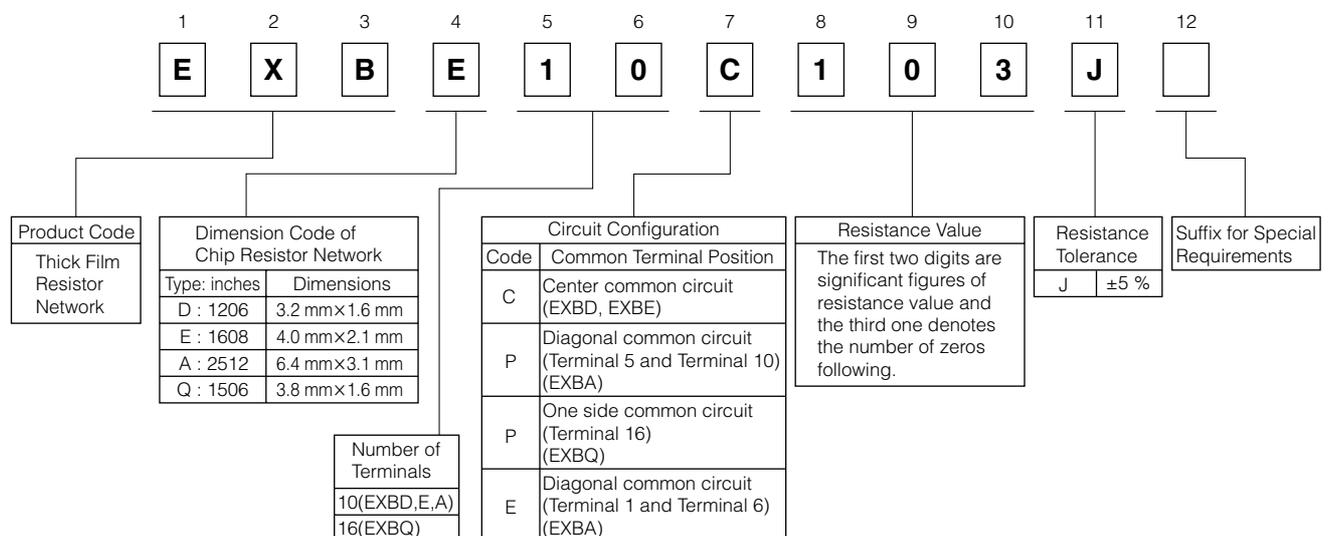 1 2 3 4 5 6 7 8 9 10 11 12
E X B E 1 0 C 1 0 3 J
Product Code
Thick Film
Resistor
Network
Dimension Code of
Chip Resistor Network
Type: inches Dimensions
D : 1206 3.2 mm×1.6 mm
E : 1608 4.0 mm×2.1 mm
A : 2512 6.4 mm×3.1 mm
Q : 1506 3.8 mm×1.6 mm
Number of
Terminals
10(EXBD,E,A)
16(EXBQ)
Circuit Configuration
Code Common Terminal Position
C Center common circuit
(EXBD, EXBE)
P Diagonal common circuit
(Terminal 5 and Terminal 10)
(EXBA)
P One side common circuit
(Terminal 16)
(EXBQ)
E Diagonal common circuit
(Terminal 1 and Terminal 6)
(EXBA)
Resistance Value
The first two digits are
significant figures of
resistance value and
the third one denotes
the number of zeros
following.
Resistance
Tolerance
J ±5 %
Suffix for Special
Requirements